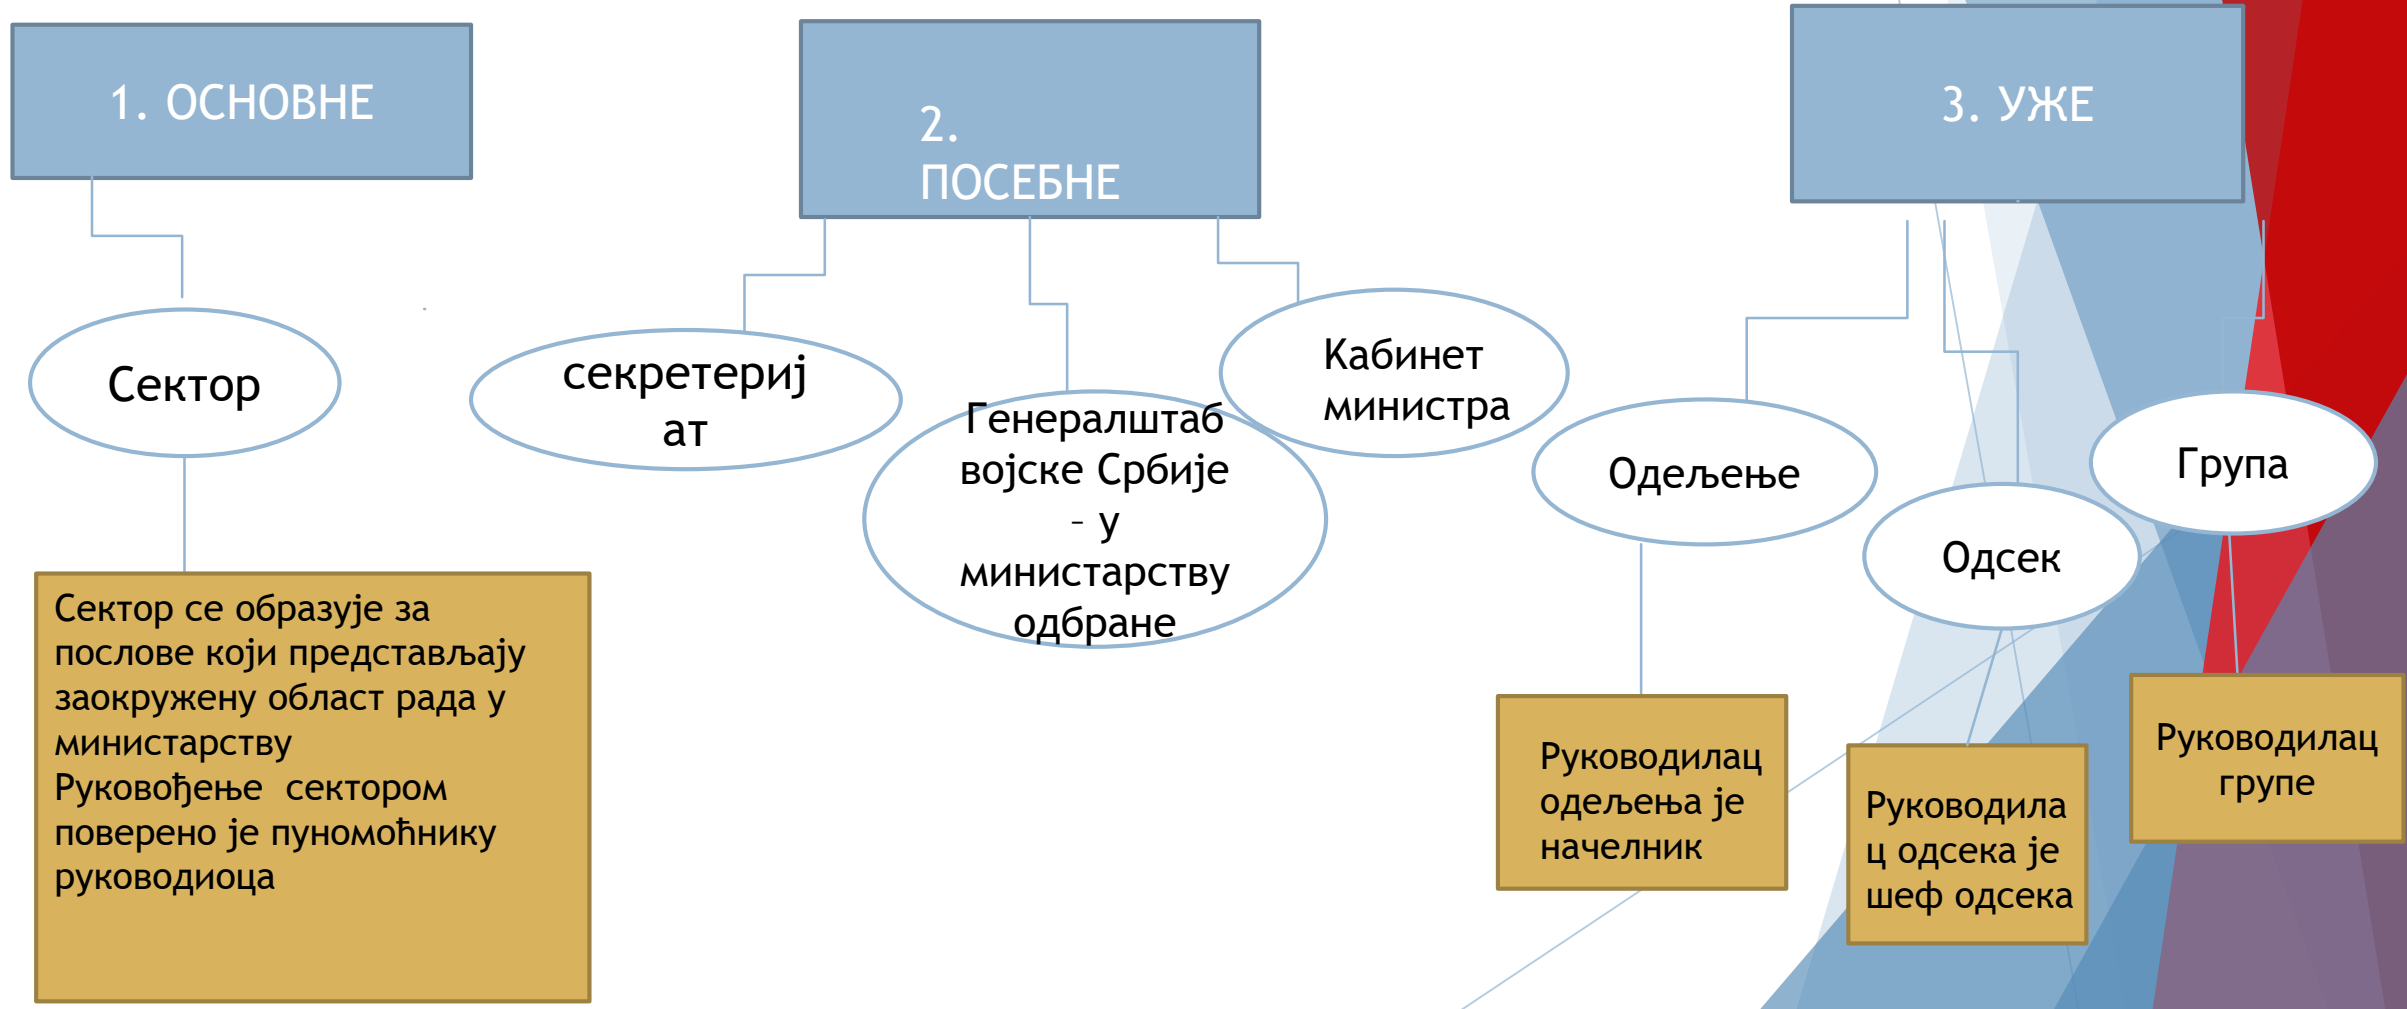 1. ОСНОВНЕ
2.
ПОСЕБНЕ
3. УЖЕ
Сектор
секретериј
ат
Генералштаб
војске Србије
– у
министарству
одбране
Кабинет
министра
Одељење
Одсек
Група
Сектор се образује за
послове који представљају
заокружену област рада у
министарству
Руковођење  сектором
поверено је пуномоћнику
руководиоца
Руководилац
одељења је
начелник
Руководила
ц одсека је
шеф одсека
Руководилац
групе